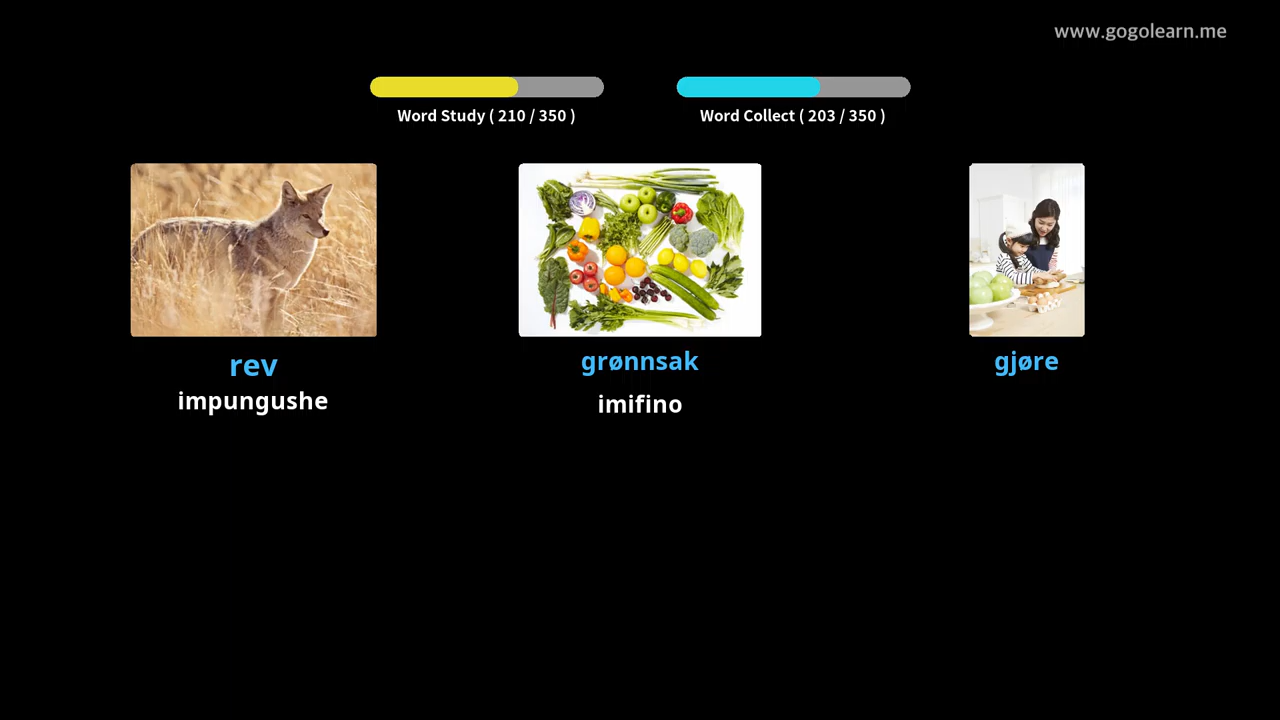 www.gogolearn.me
Word Study ( 210 / 350 )
Word Collect ( 203 / 350 )
rev
grønnsak
gjøre
impungushe
imifino